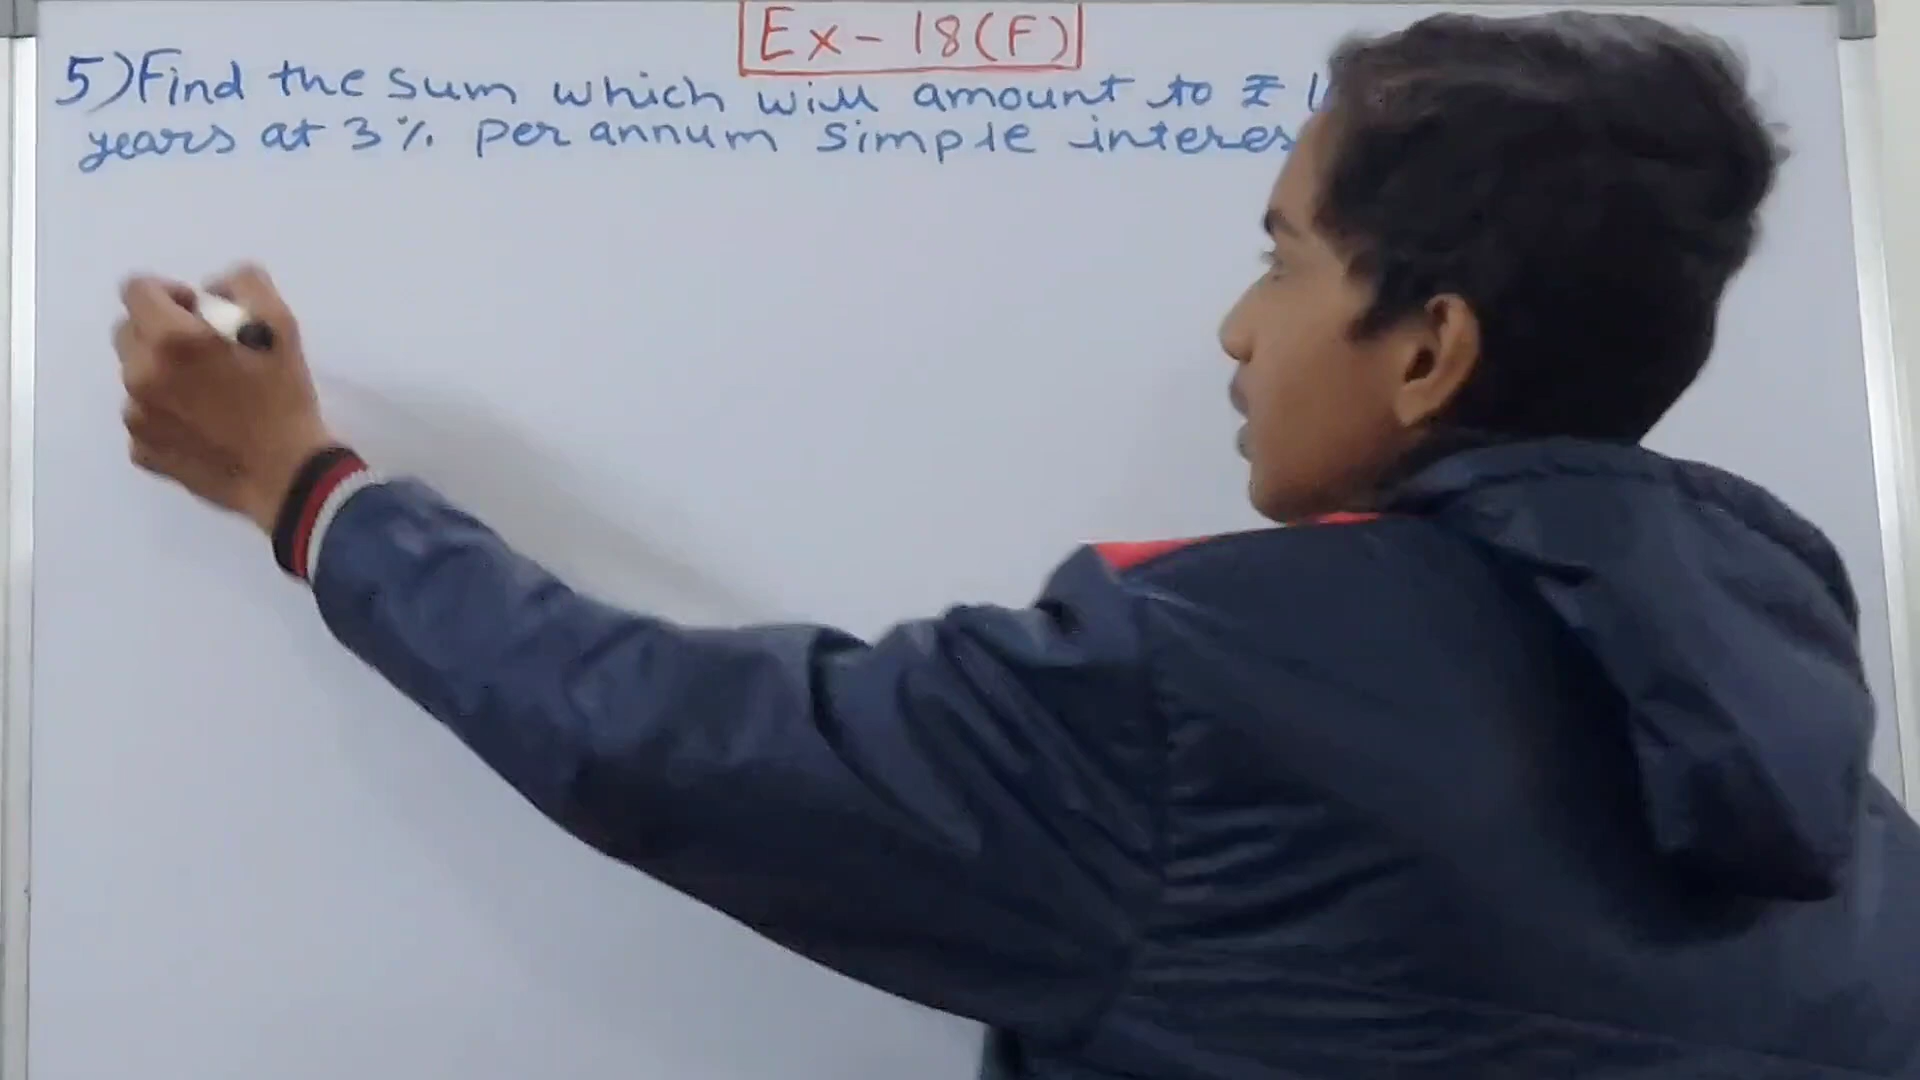 Ex - 18(F)
5) Find the sum which will amount to ₹
years at 3% per annum simple interes